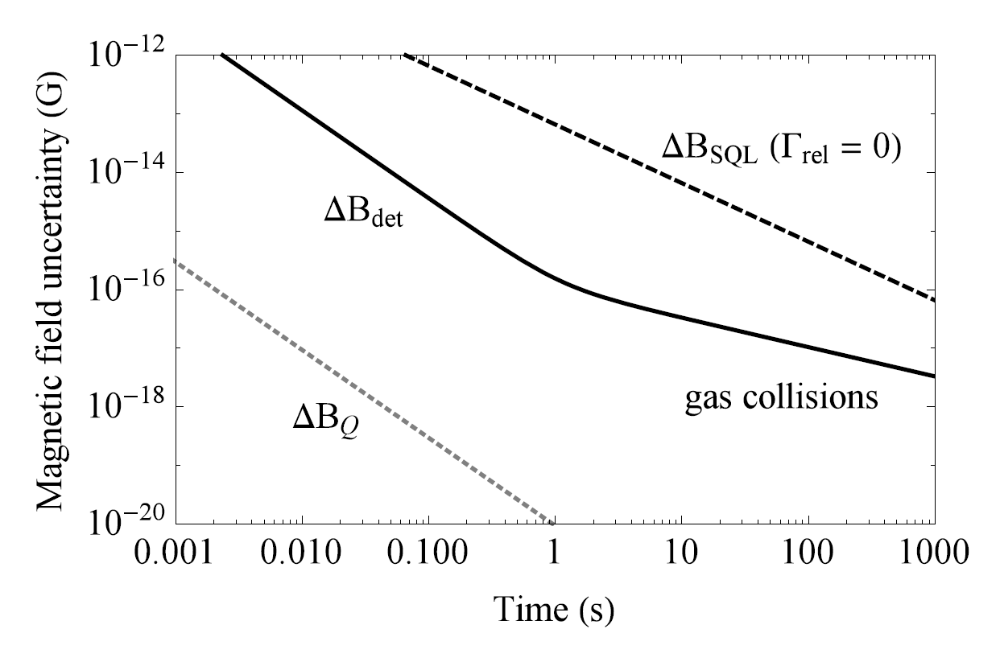 10⁻¹²
10⁻¹⁴
10⁻¹⁶
10⁻¹⁸
10⁻²⁰
Magnetic field uncertainty (G)
ΔB_SQL (Γ_rel = 0)
ΔB_det
gas collisions
ΔB_Q
0.001 0.010 0.100 1 10 100 1000
Time (s)